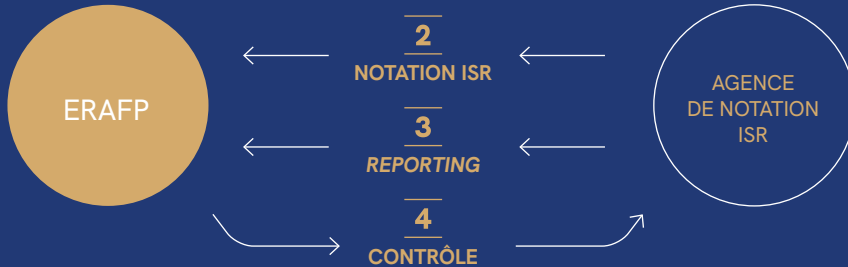 2
NOTATION ISR
ERAFP
3
REPORTING
AGENCE
DE NOTATION
ISR
4
CONTRÔLE